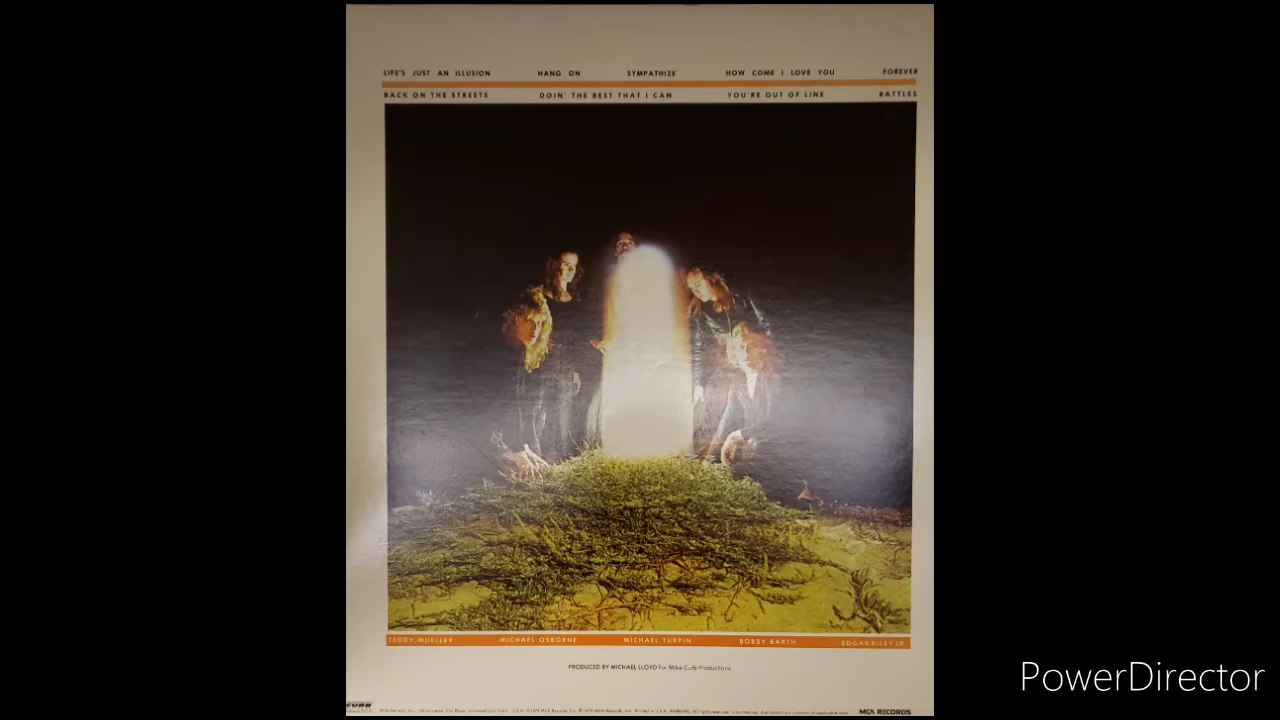 LIFE'S JUST AN ILLUSION HANG ON SYMPATHIZE HOW COME I LOVE YOU FOREVER
BACK ON THE STREETS DOIN' THE BEST THAT I CAN YOU'RE OUT OF LINE BATTLES
TEDDY MUELLER MICHAEL OSBORNE MICHAEL TURPIN BOBBY BARTH EDGAR RILEY JR.
PRODUCED BY MICHAEL LLOYD For Mike Curb Productions
PowerDirector
CURB
MCA RECORDS